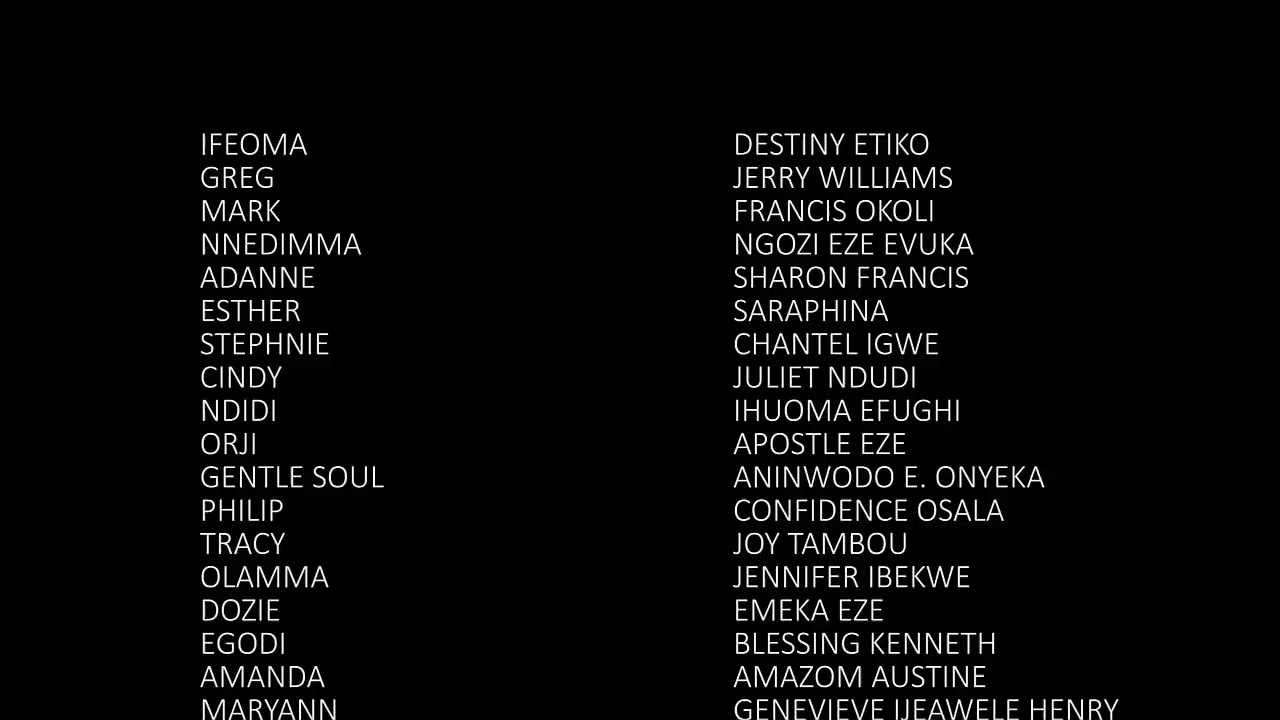 IFEOMA DESTINY ETIKO
GREG JERRY WILLIAMS
MARK FRANCIS OKOLI
NNEDIMMA NGOZI EZE EVUKA
ADANNE SHARON FRANCIS
ESTHER SARAPHINA
STEPHNIE CHANTEL IGWE
CINDY JULIET NDUDI
NDIDI IHUOMA EFUGHI
ORJI APOSTLE EZE
GENTLE SOUL ANINWODO E. ONYEKA
PHILIP CONFIDENCE OSALA
TRACY JOY TAMBOU
OLAMMA JENNIFER IBEKWE
DOZIE EMEKA EZE
EGODI BLESSING KENNETH
AMANDA AMAZOM AUSTINE
MARYANN GENEVIEVE IJEAWELE HENRY